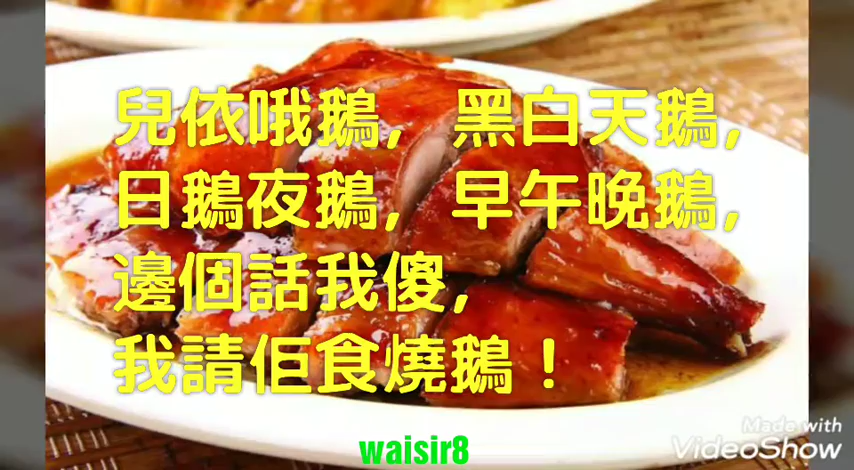 兒依哦鵝，黑白天鵝，
日鵝夜鵝，早午晚鵝，
邊個話我傻，
我請佢食燒鵝！
waisir8
Made with
VideoShow